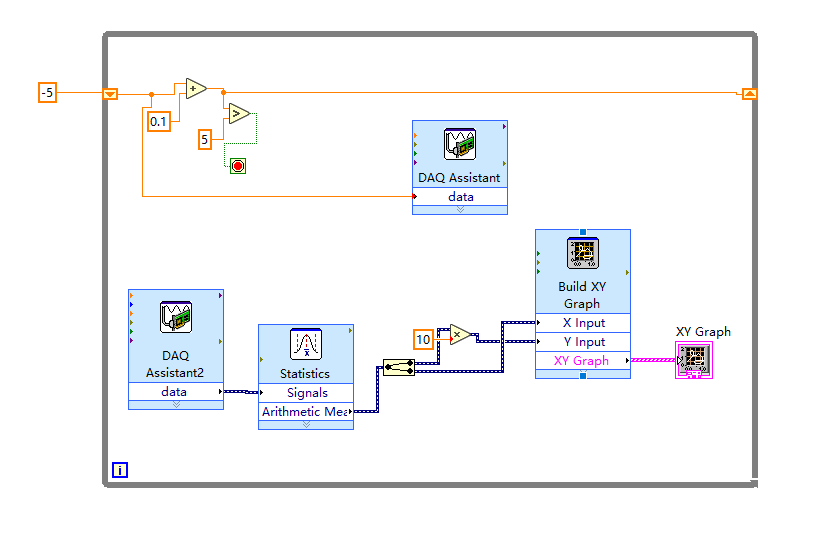 -5
+
0.1
>
5
DAQ Assistant
data
Build XY
Graph
X Input
Y Input
XY Graph
XY Graph
10
x
DAQ
Assistant2
data
Statistics
Signals
Arithmetic Mea
i